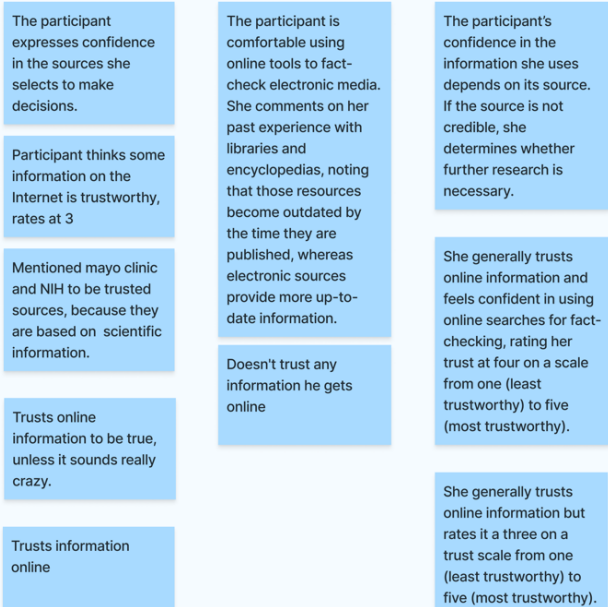 The participant
expresses confidence
in the sources she
selects to make
decisions.
Participant thinks some
information on the
Internet is trustworthy,
rates at 3
Mentioned mayo clinic
and NIH to be trusted
sources, because they
are based on scientific
information.
Trusts online
information to be true,
unless it sounds really
crazy.
Trusts information
online
The participant is
comfortable using
online tools to fact-
check electronic media.
She comments on her
past experience with
libraries and
encyclopedias, noting
that those resources
become outdated by
the time they are
published, whereas
electronic sources
provide more up-to-
date information.
Doesn't trust any
information he gets
online
The participant's
confidence in the
information she uses
depends on its source.
If the source is not
credible, she
determines whether
further research is
necessary.
She generally trusts
online information and
feels confident in using
online searches for fact-
checking, rating her
trust at four on a scale
from one (least
trustworthy) to five
(most trustworthy).
She generally trusts
online information but
rates it a three on a
trust scale from one
(least trustworthy) to
five (most trustworthy).